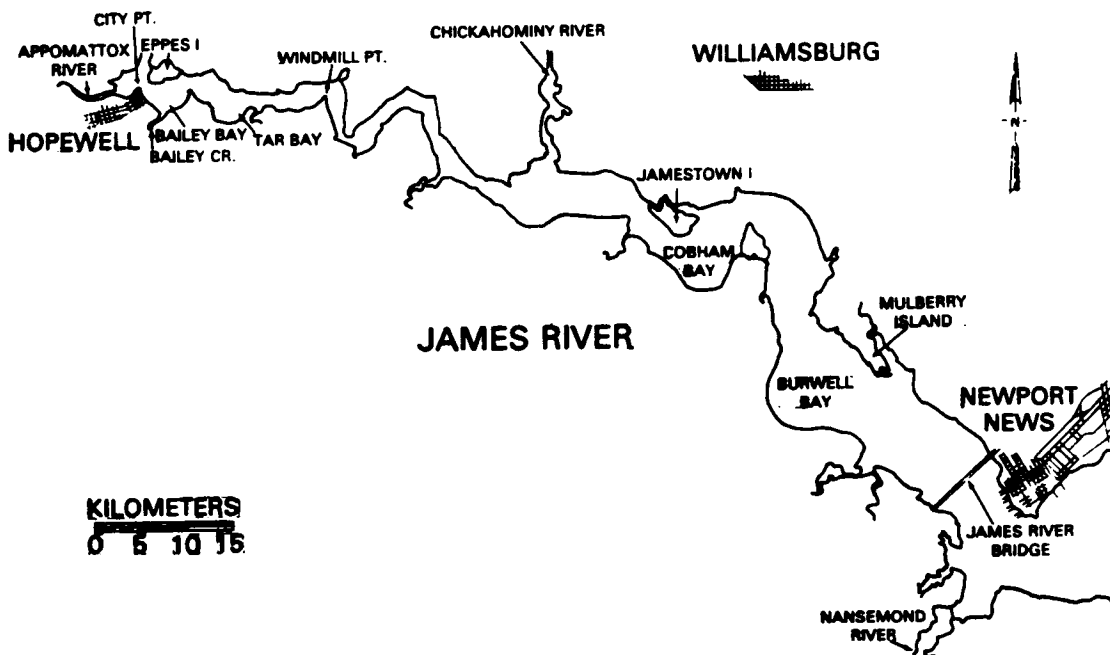 CITY PT.
APPOMATTOX
RIVER
EPPES I
WINDMILL PT.
CHICKAHOMINY RIVER
WILLIAMSBURG
N
HOPEWELL
BAILEY BAY
BAILEY CR.
TAR BAY
JAMESTOWN I
COBHAM
BAY
JAMES RIVER
MULBERRY
ISLAND
BURWELL
BAY
NEWPORT
NEWS
KILOMETERS
0 5 10 15
JAMES RIVER
BRIDGE
NANSEMOND
RIVER